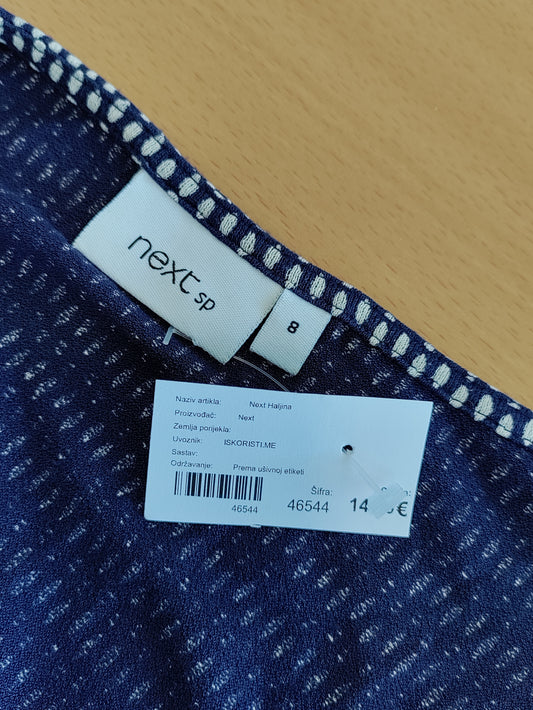 next sp
8
Naziv artikla: Next Haljina
Proizvođač: Next
Zemlja porijekla:
Uvoznik: ISKORISTI.ME
Sastav:
Održavanje: Prema ušivnoj etiketi
Šifra:
46544 46544 14 €